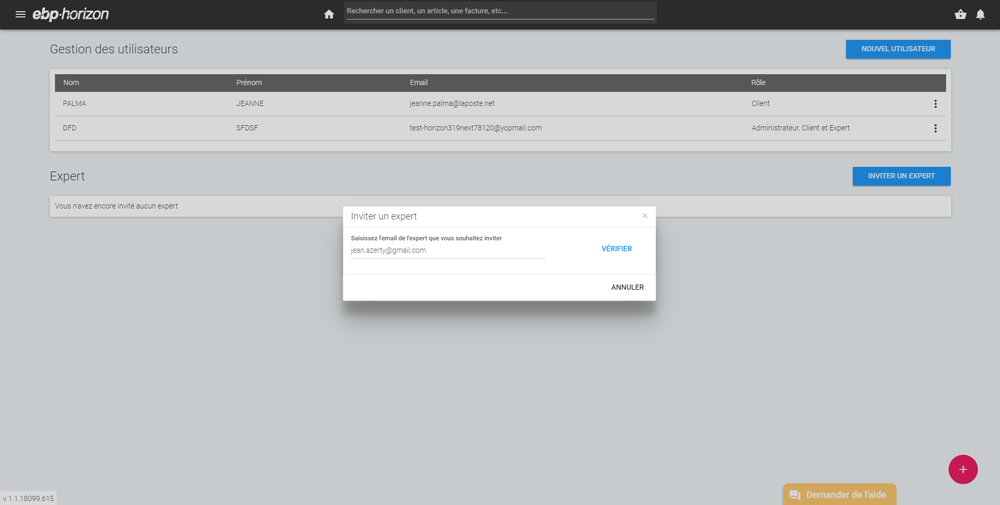 ebp·horizon
Rechercher un client, un article, une facture, etc...
Gestion des utilisateurs
NOUVEL UTILISATEUR
Nom Prénom Email Rôle
PALMA JEANNE jeanne.palma@laposte.net Client
DFD SFDSF test-horizon319next78120@yopmail.com Administrateur, Client et Expert
Expert
INVITER UN EXPERT
Vous n'avez encore invité aucun expert
Inviter un expert ×
Saisissez l'email de l'expert que vous souhaitez inviter
jean.azerty@gmail.com
VÉRIFIER
ANNULER
+
Demander de l'aide
v 1.1.18099.615